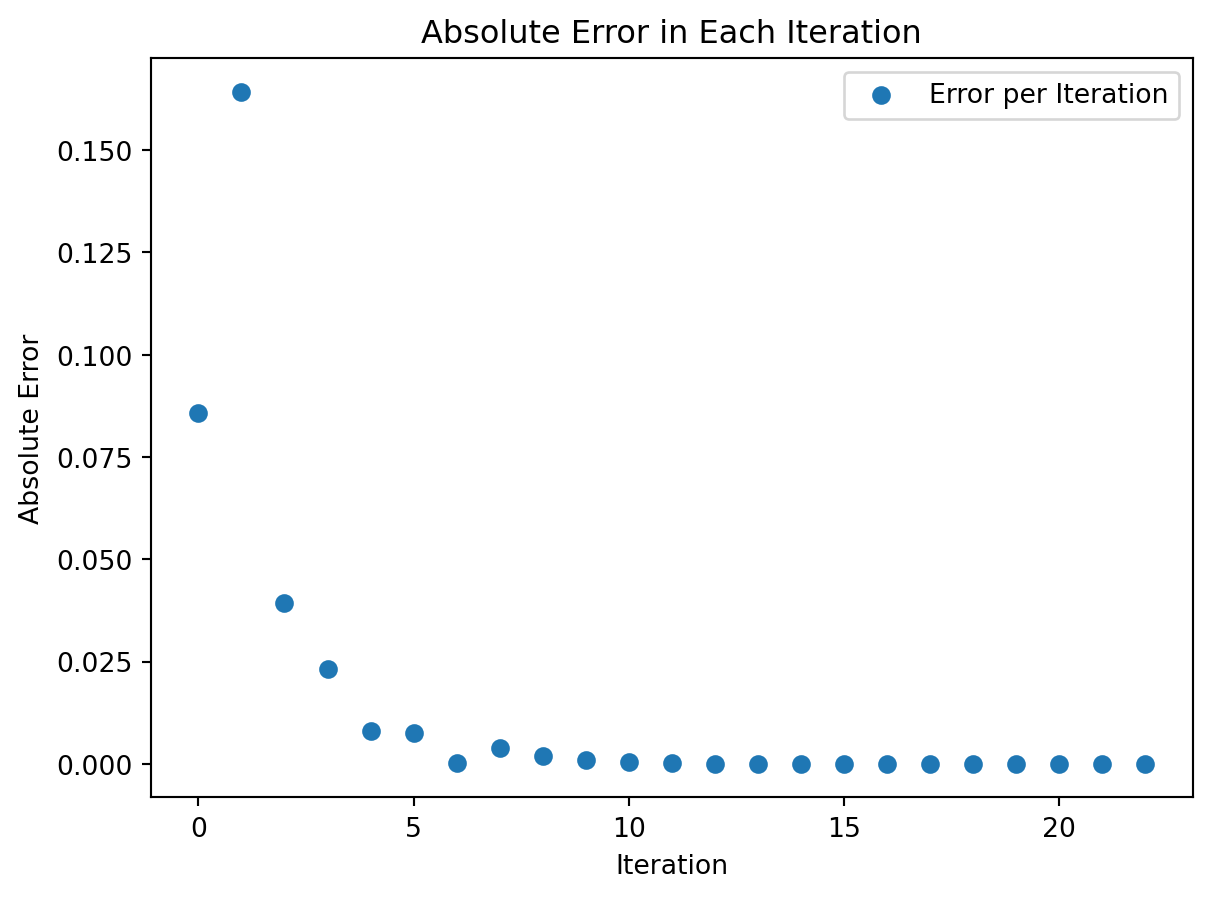 Absolute Error in Each Iteration
Error per Iteration
0.150
0.125
0.100
0.075
0.050
0.025
0.000
Absolute Error
0 5 10 15 20
Iteration